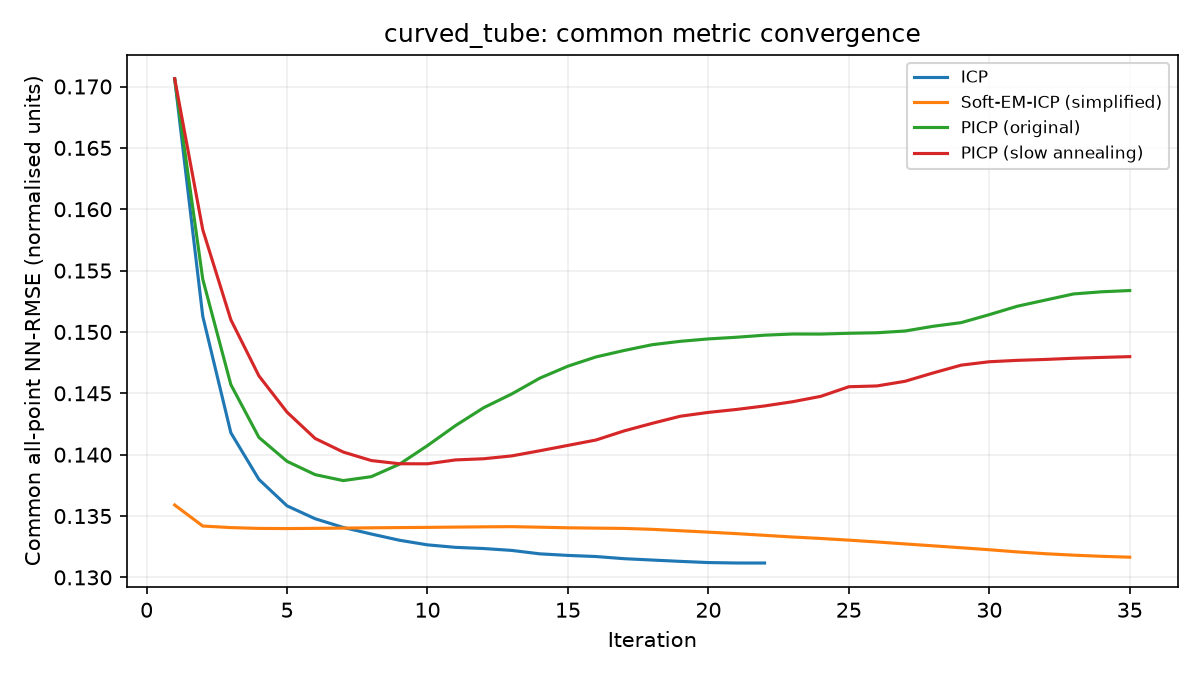 curved_tube: common metric convergence
Common all-point NN-RMSE (normalised units)
0.170
0.165
0.160
0.155
0.150
0.145
0.140
0.135
0.130
ICP
Soft-EM-ICP (simplified)
PICP (original)
PICP (slow annealing)
0 5 10 15 20 25 30 35
Iteration